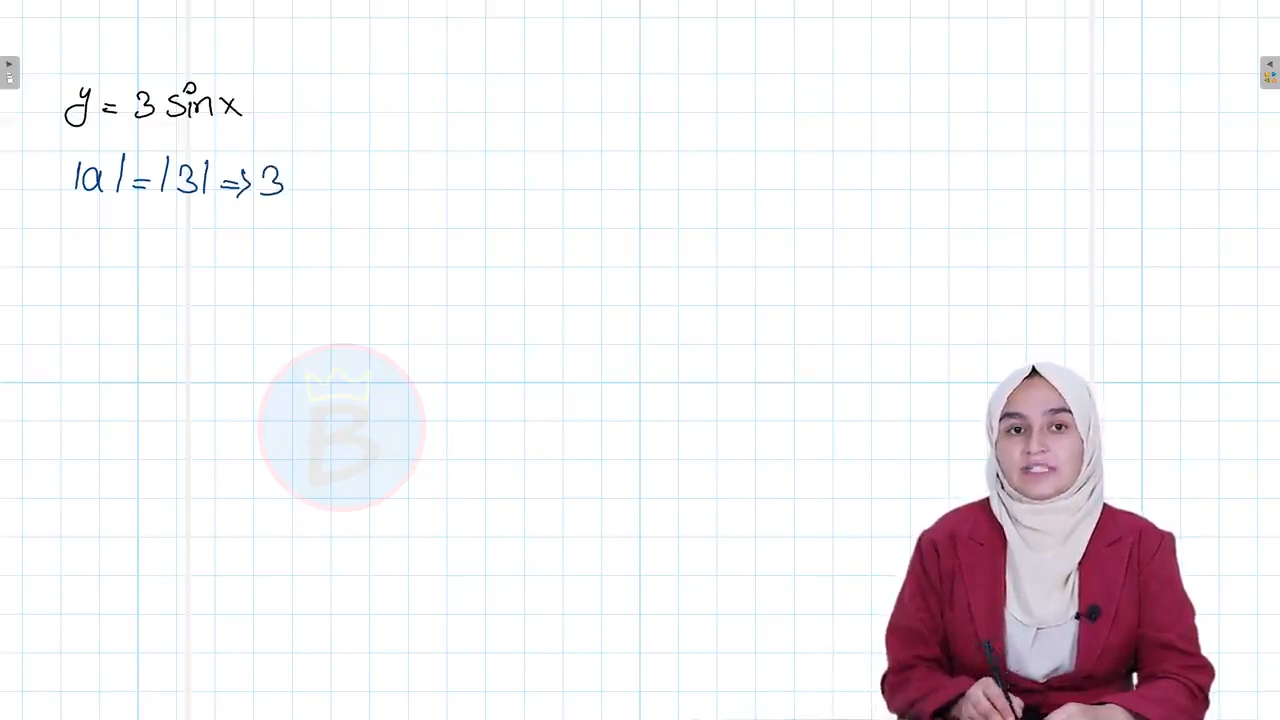 y = 3 sin x
|a| = |3| => 3
B